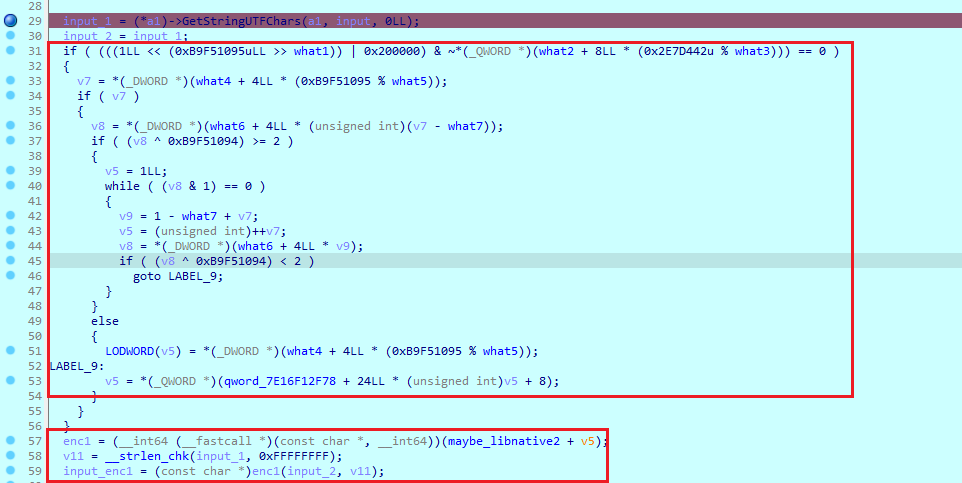 28
29 input_1 = (*a1)->GetStringUTFChars(a1, input, 0LL);
30 input_2 = input_1;
31 if ( (((1LL << (0xB9F51095uLL >> what1)) | 0x200000) & ~*(_QWORD *)(what2 + 8LL * (0x2E7D442u % what3))) == 0 )
32 {
33 v7 = *(_DWORD *)(what4 + 4LL * (0xB9F51095 % what5));
34 if ( v7 )
35 {
36 v8 = *(_DWORD *)(what6 + 4LL * (unsigned int)(v7 - what7));
37 if ( (v8 ^ 0xB9F51094) >= 2 )
38 {
39 v5 = 1LL;
40 while ( (v8 & 1) == 0 )
41 {
42 v9 = 1 - what7 + v7;
43 v5 = (unsigned int)++v7;
44 v8 = *(_DWORD *)(what6 + 4LL * v9);
45 if ( (v8 ^ 0xB9F51094) < 2 )
46 goto LABEL_9;
47 }
48 }
49 else
50 {
51 LODWORD(v5) = *(_DWORD *)(what4 + 4LL * (0xB9F51095 % what5));
52 LABEL_9:
53 v5 = *(_QWORD *)(qword_7E16F12F78 + 24LL * (unsigned int)v5 + 8);
54 }
55 }
56 }
57 enc1 = (__int64 (__fastcall *)(const char *, __int64))(maybe_libnative2 + v5);
58 v11 = __strlen_chk(input_1, 0xFFFFFFFF);
59 input_enc1 = (const char *)enc1(input_2, v11);